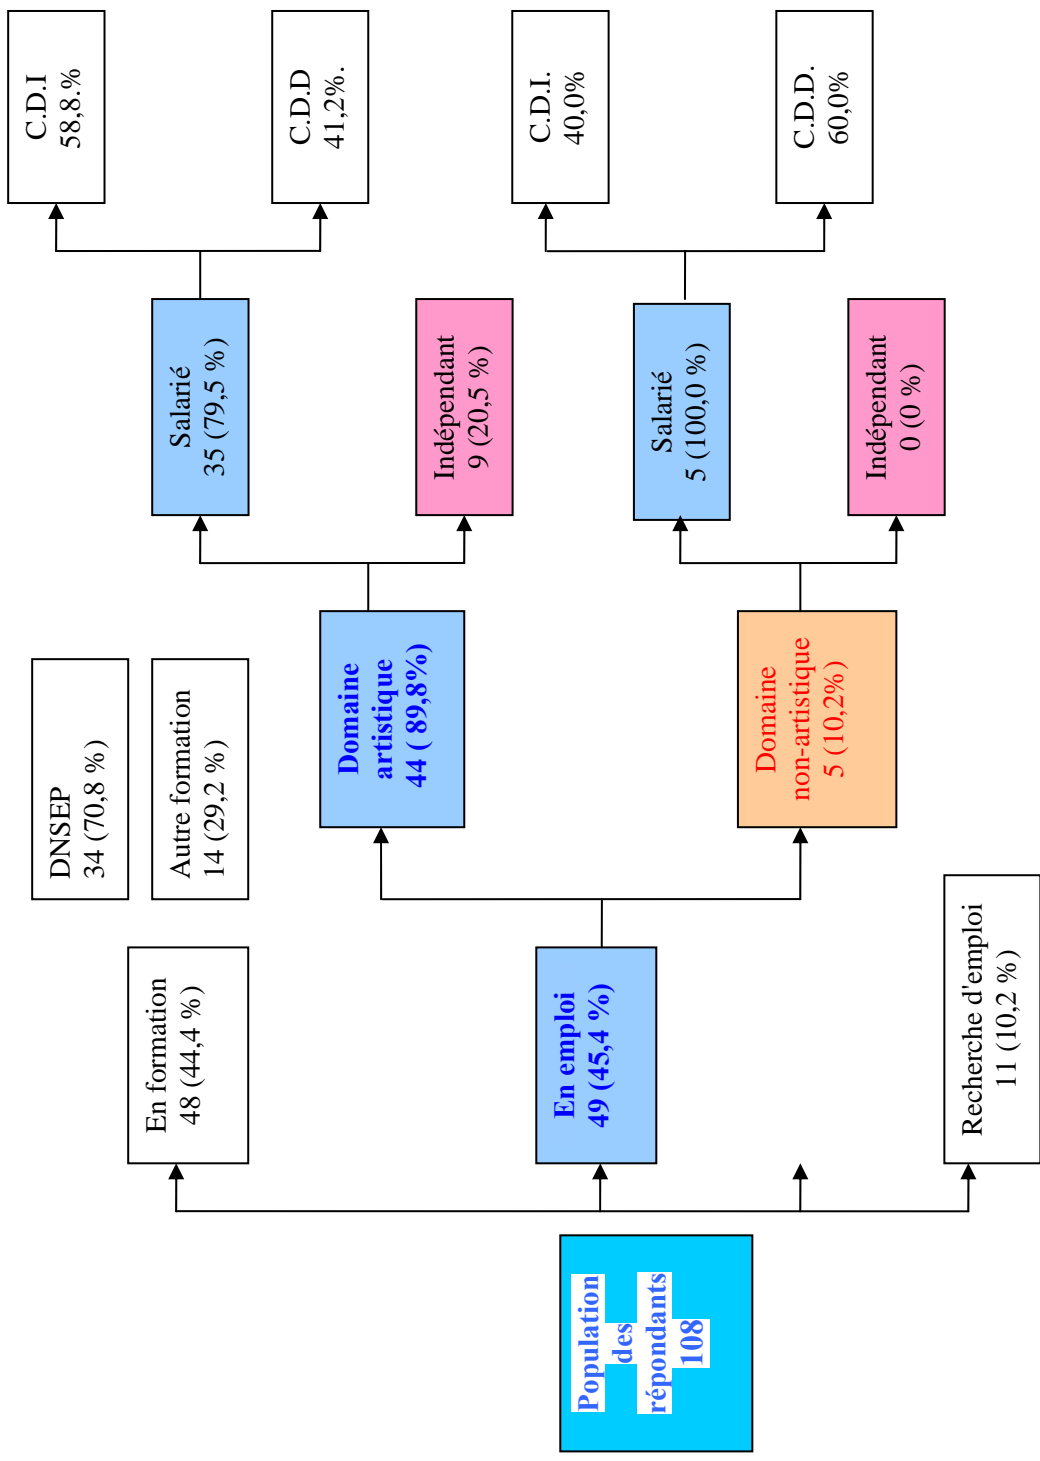 Population
des
répondants
108
En formation
48 (44,4 %)
En emploi
49 (45,4 %)
Recherche d'emploi
11 (10,2 %)
DNSEP
34 (70,8 %)
Autre formation
14 (29,2 %)
Domaine
artistique
44 ( 89,8%)
Domaine
non-artistique
5 (10,2%)
Salarié
35 (79,5 %)
Indépendant
9 (20,5 %)
Salarié
5 (100,0 %)
Indépendant
0 (0 %)
C.D.I
58,8.%
C.D.D
41,2%.
C.D.I.
40,0%
C.D.D.
60,0%